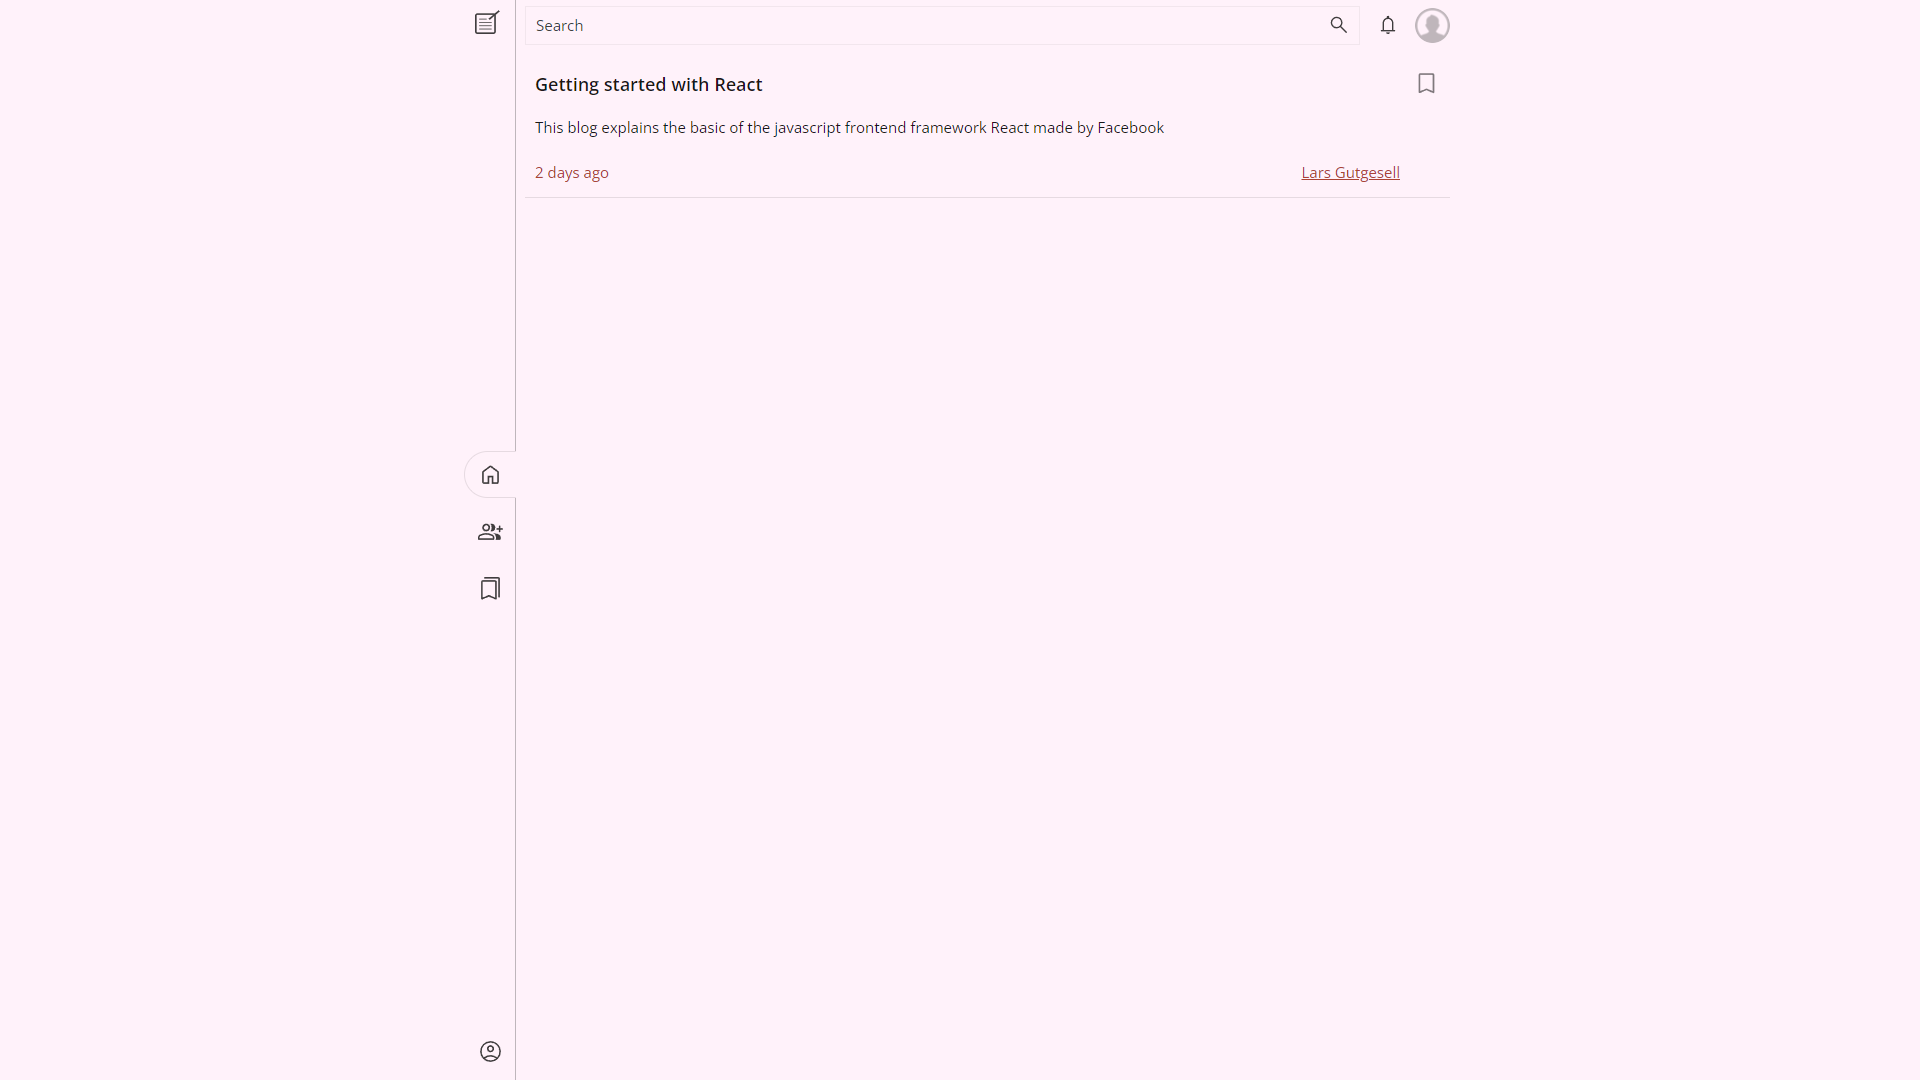 Search
Getting started with React
This blog explains the basic of the javascript frontend framework React made by Facebook
2 days ago
Lars Gutgesell